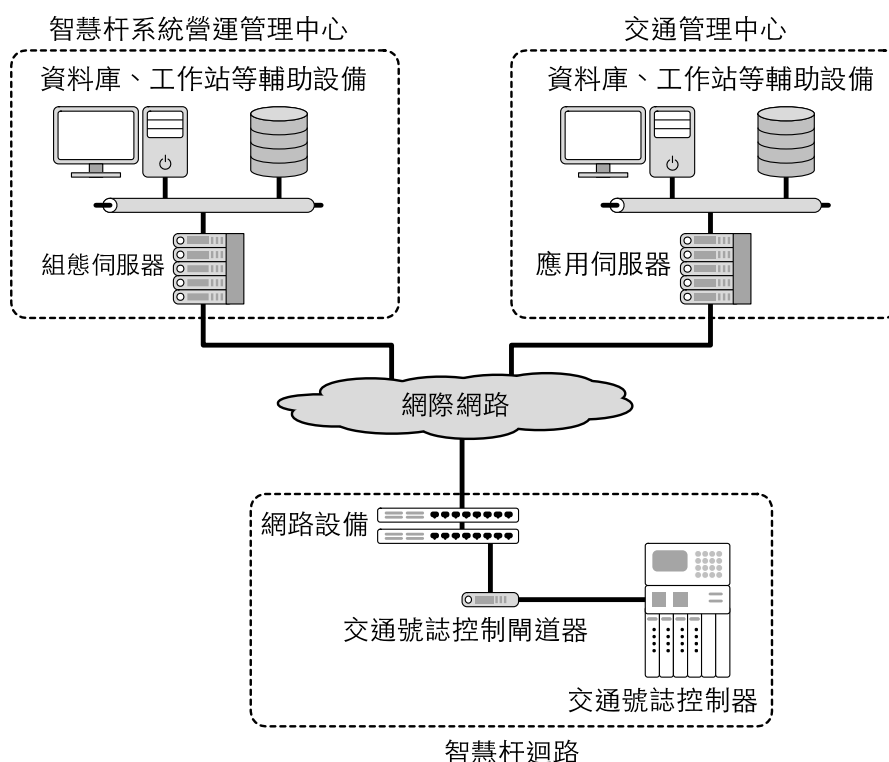 智慧杆系統營運管理中心
資料庫、工作站等輔助設備
組態伺服器
交通管理中心
資料庫、工作站等輔助設備
應用伺服器
網際網路
網路設備
交通號誌控制閘道器
交通號誌控制器
智慧杆迴路